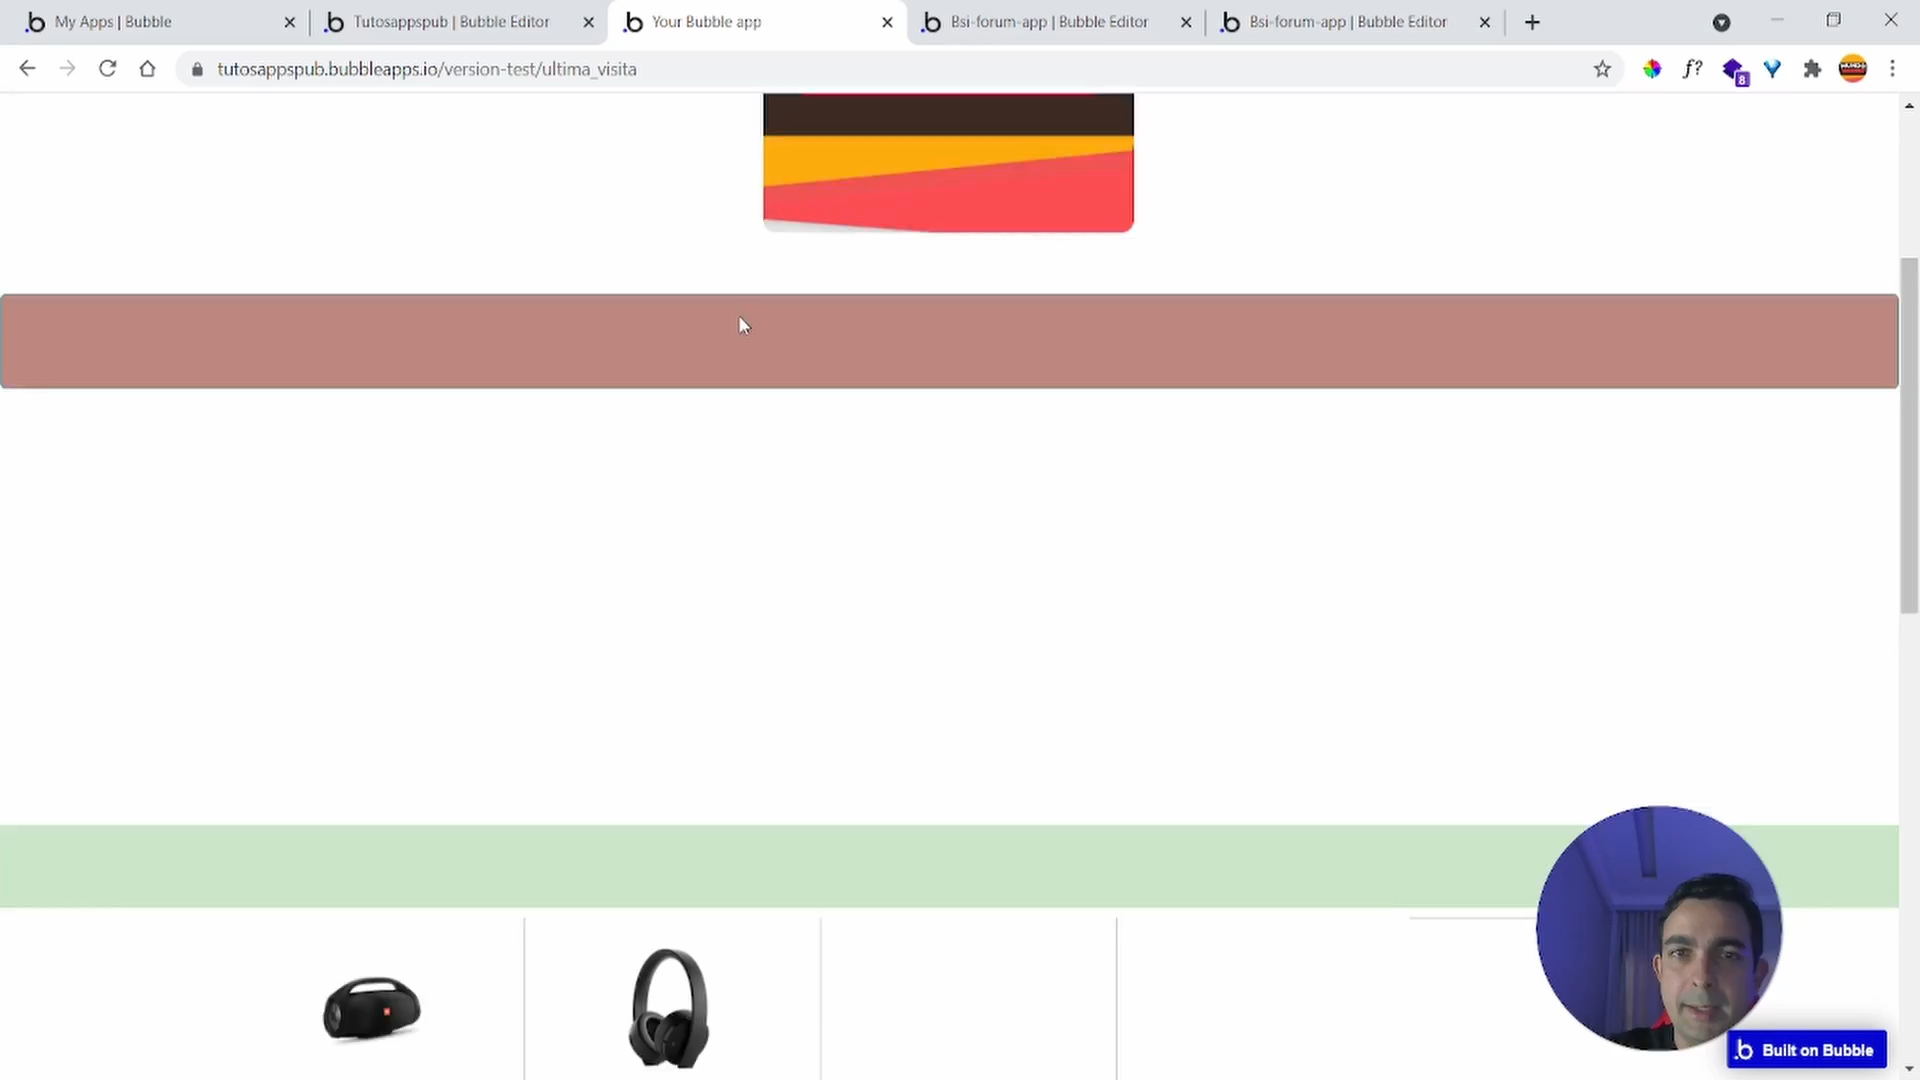 My Apps | Bubble
Tutosappspub | Bubble Editor
Your Bubble app
Bsi-forum-app | Bubble Editor
Bsi-forum-app | Bubble Editor
tutosappspub.bubbleapps.io/version-test/ultima_visita
f?
8
Built on Bubble